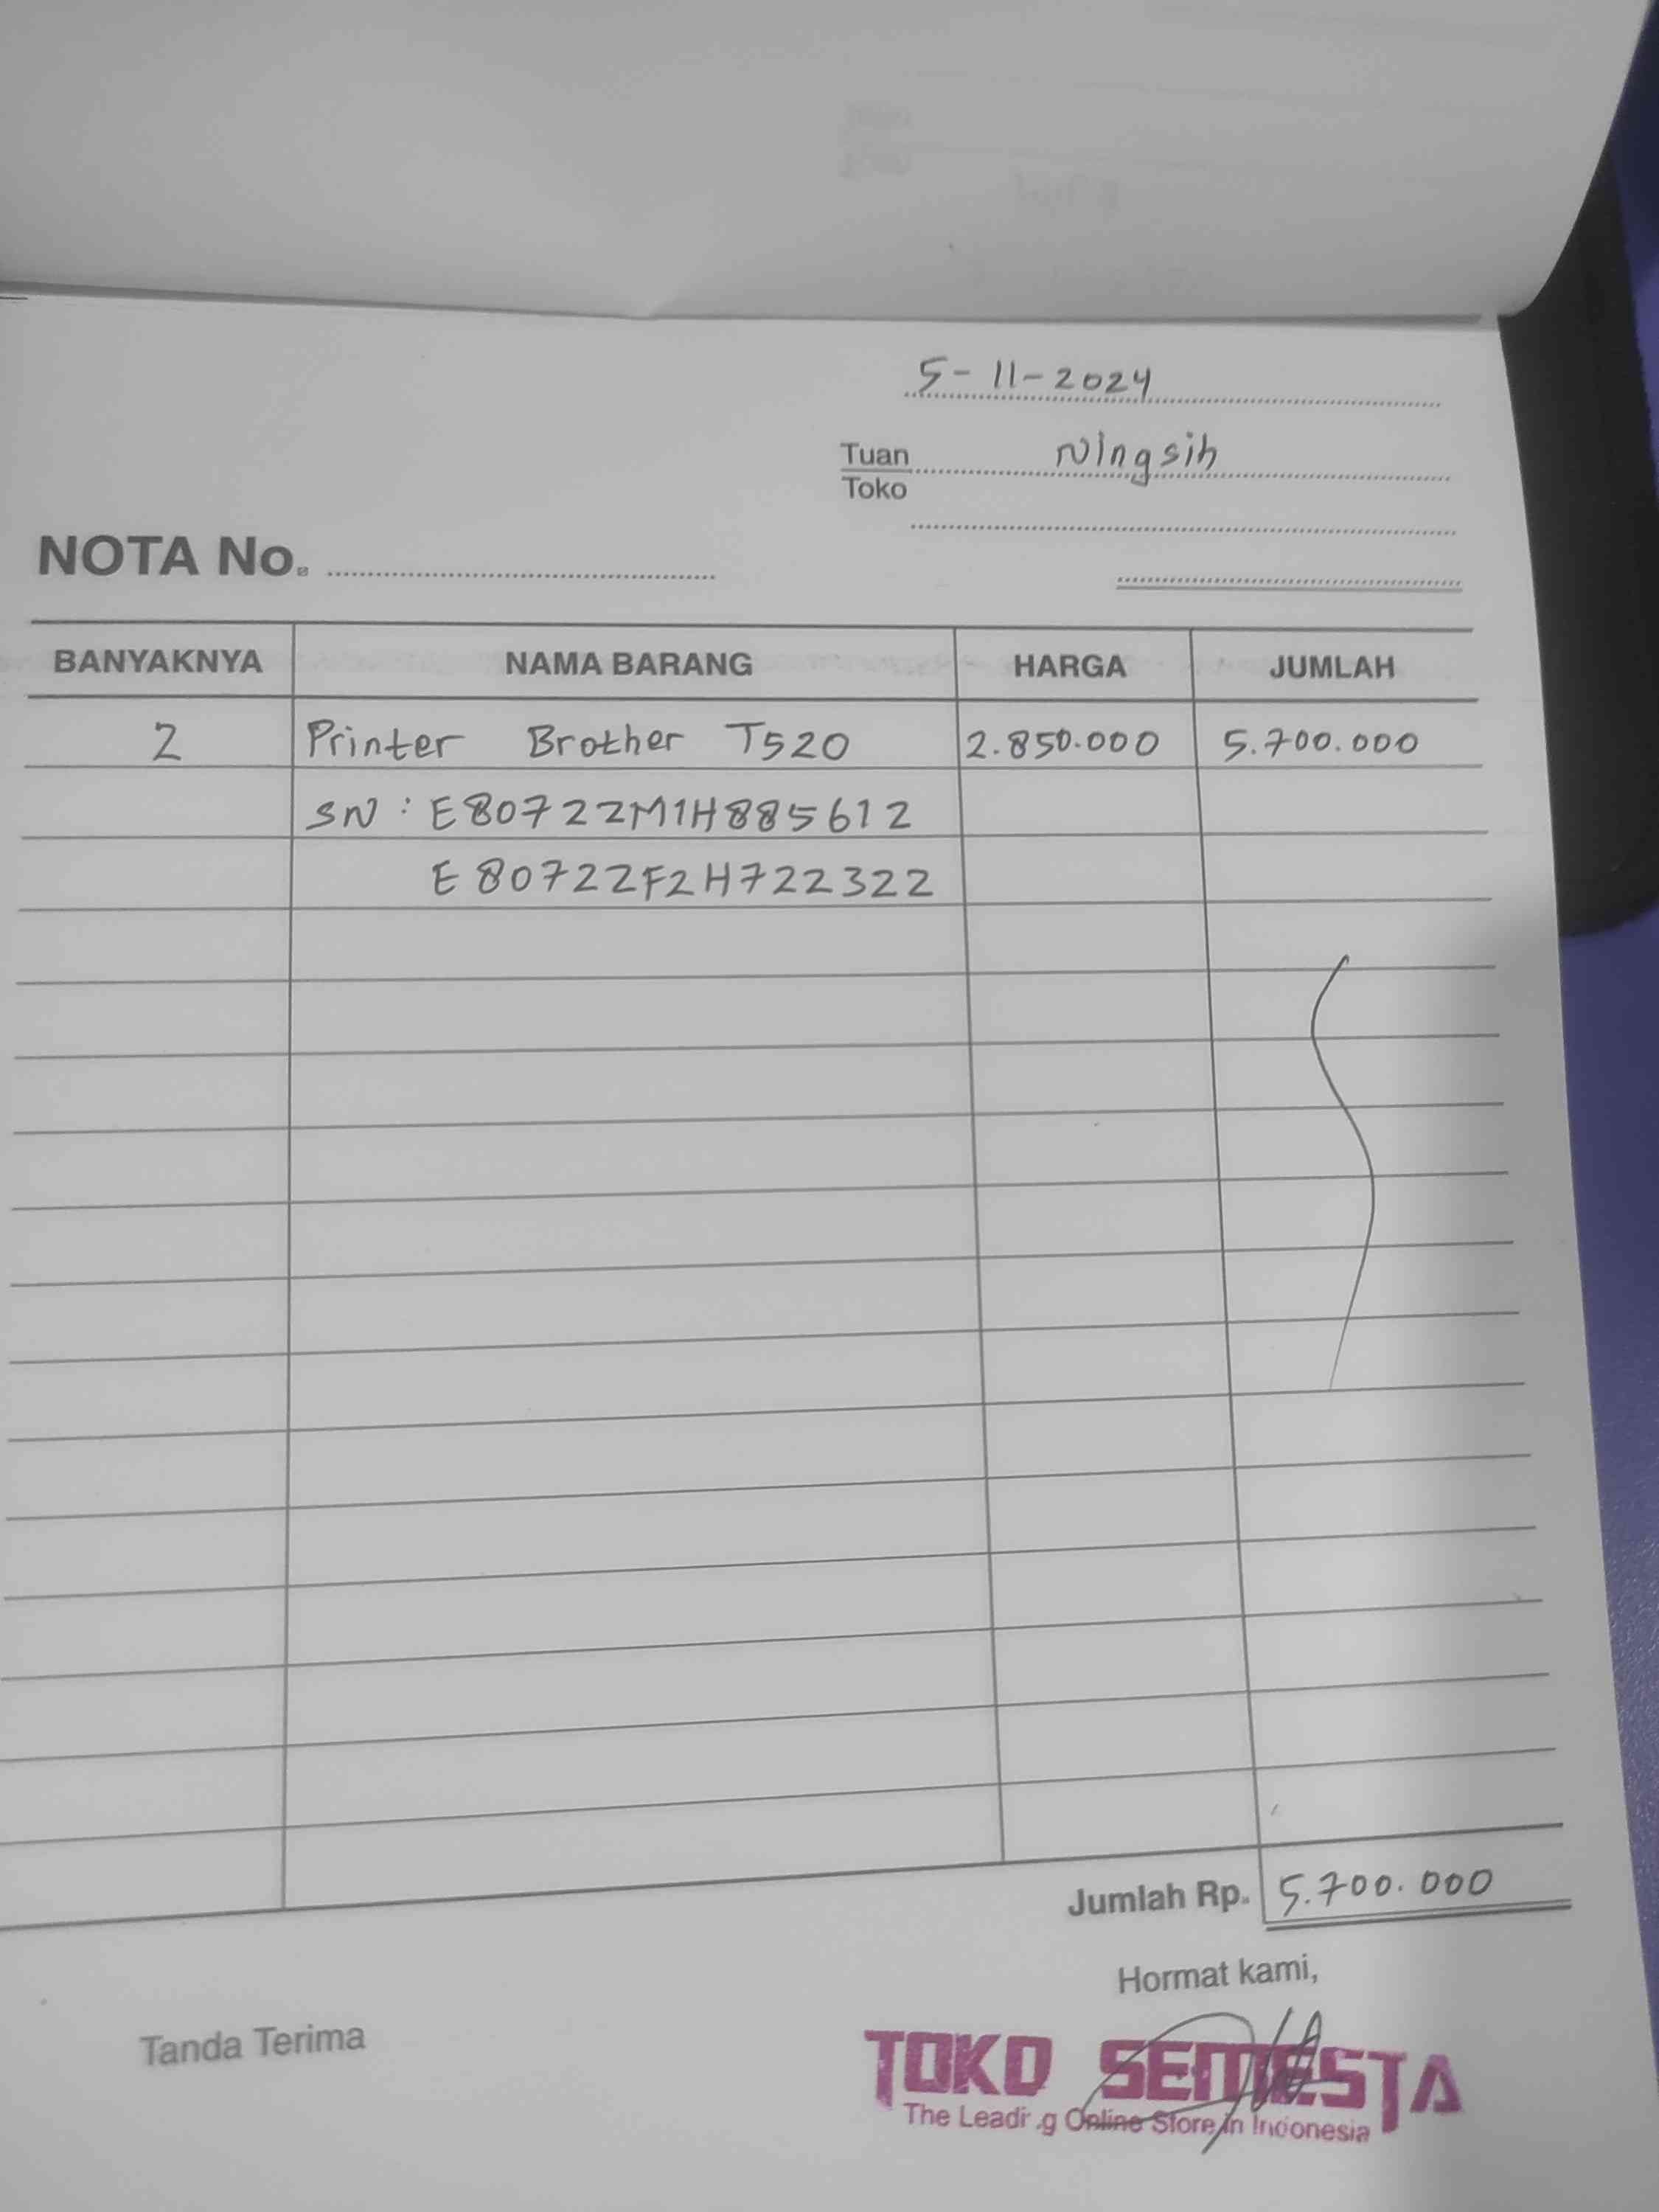 5-11-2024
Tuan Ningsih
Toko
NOTA No.
BANYAKNYA NAMA BARANG HARGA JUMLAH
2 Printer Brother T520 2.850.000 5.700.000
SN : E80722M1H885612
E80722F2H722322
Jumlah Rp. 5.700.000
Hormat kami,
Tanda Terima
TOKO SEMESTA
The Leading Online Store in Indonesia